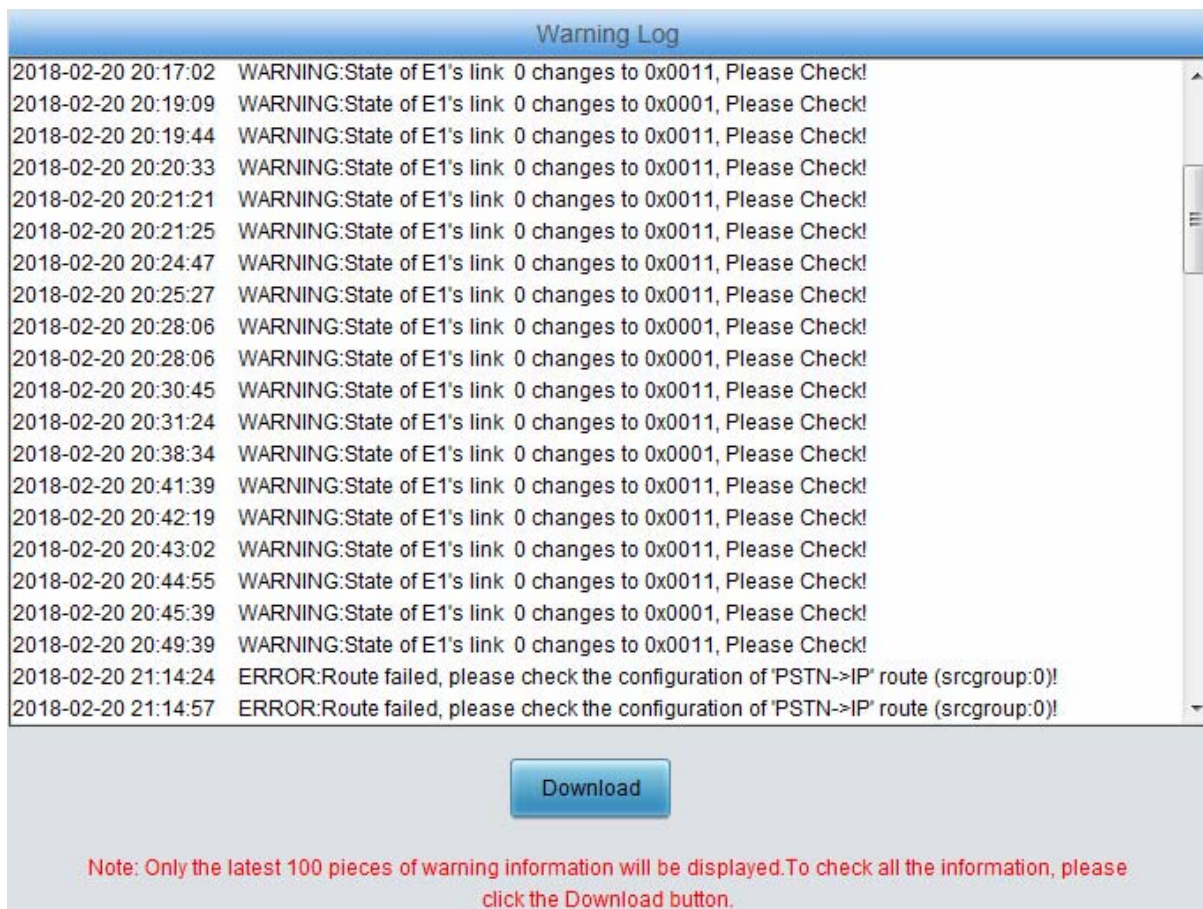 Warning Log
2018-02-20 20:17:02 WARNING:State of E1's link 0 changes to 0x0011, Please Check!
2018-02-20 20:19:09 WARNING:State of E1's link 0 changes to 0x0001, Please Check!
2018-02-20 20:19:44 WARNING:State of E1's link 0 changes to 0x0011, Please Check!
2018-02-20 20:20:33 WARNING:State of E1's link 0 changes to 0x0011, Please Check!
2018-02-20 20:21:21 WARNING:State of E1's link 0 changes to 0x0011, Please Check!
2018-02-20 20:21:25 WARNING:State of E1's link 0 changes to 0x0011, Please Check!
2018-02-20 20:24:47 WARNING:State of E1's link 0 changes to 0x0011, Please Check!
2018-02-20 20:25:27 WARNING:State of E1's link 0 changes to 0x0011, Please Check!
2018-02-20 20:28:06 WARNING:State of E1's link 0 changes to 0x0001, Please Check!
2018-02-20 20:28:06 WARNING:State of E1's link 0 changes to 0x0001, Please Check!
2018-02-20 20:30:45 WARNING:State of E1's link 0 changes to 0x0011, Please Check!
2018-02-20 20:31:24 WARNING:State of E1's link 0 changes to 0x0011, Please Check!
2018-02-20 20:38:34 WARNING:State of E1's link 0 changes to 0x0001, Please Check!
2018-02-20 20:41:39 WARNING:State of E1's link 0 changes to 0x0011, Please Check!
2018-02-20 20:42:19 WARNING:State of E1's link 0 changes to 0x0011, Please Check!
2018-02-20 20:43:02 WARNING:State of E1's link 0 changes to 0x0011, Please Check!
2018-02-20 20:44:55 WARNING:State of E1's link 0 changes to 0x0011, Please Check!
2018-02-20 20:45:39 WARNING:State of E1's link 0 changes to 0x0001, Please Check!
2018-02-20 20:49:39 WARNING:State of E1's link 0 changes to 0x0011, Please Check!
2018-02-20 21:14:24 ERROR:Route failed, please check the configuration of 'PSTN->IP' route (srcgroup:0)!
2018-02-20 21:14:57 ERROR:Route failed, please check the configuration of 'PSTN->IP' route (srcgroup:0)!
Download
Note: Only the latest 100 pieces of warning information will be displayed.To check all the information, please
click the Download button.